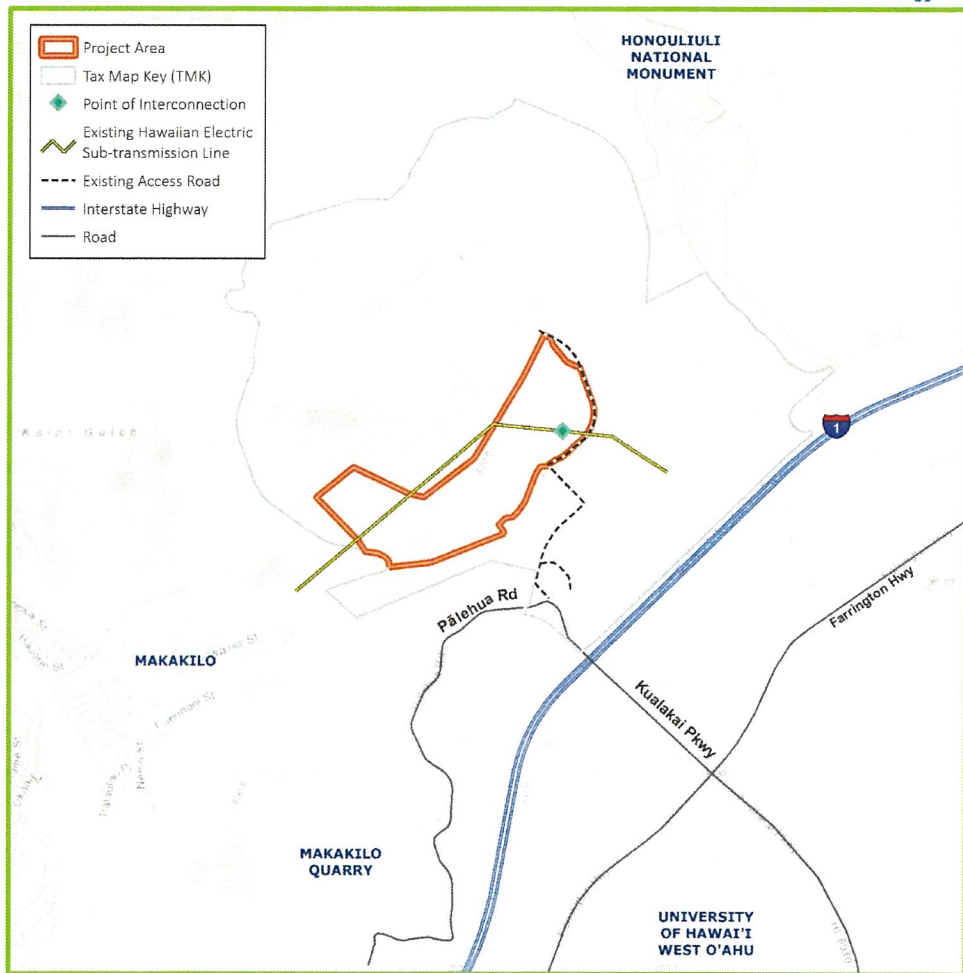 Project Area
Tax Map Key (TMK)
Point of Interconnection
Existing Hawaiian Electric
Sub-transmission Line
Existing Access Road
Interstate Highway
Road
HONOULIULI
NATIONAL
MONUMENT
1
Gulch
Pālehua Rd
Farrington Hwy
MAKAKILO
Kualakai Pkwy
MAKAKILO
QUARRY
UNIVERSITY
OF HAWAI'I
WEST O'AHU